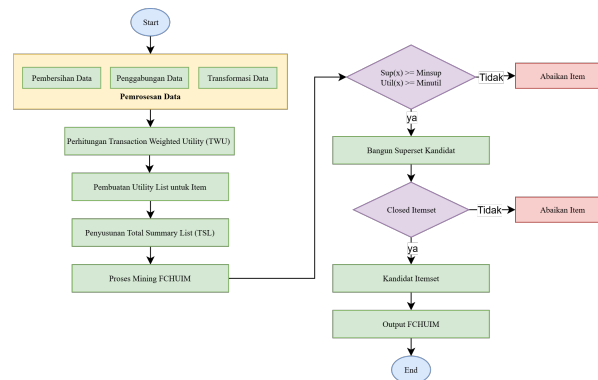 Start
Pembersihan Data
Penggabungan Data
Transformasi Data
Pemrosesan Data
Perhitungan Transaction Weighted Utility (TWU)
Pembuatan Utility List untuk Item
Penyusunan Total Summary List (TSL)
Proses Mining FCHUIM
Sup(x) >= Minsup
Util(x) >= Minutil
Tidak
Abaikan Item
ya
Bangun Superset Kandidat
Closed Itemset
Tidak
Abaikan Item
ya
Kandidat Itemset
Output FCHUIM
End